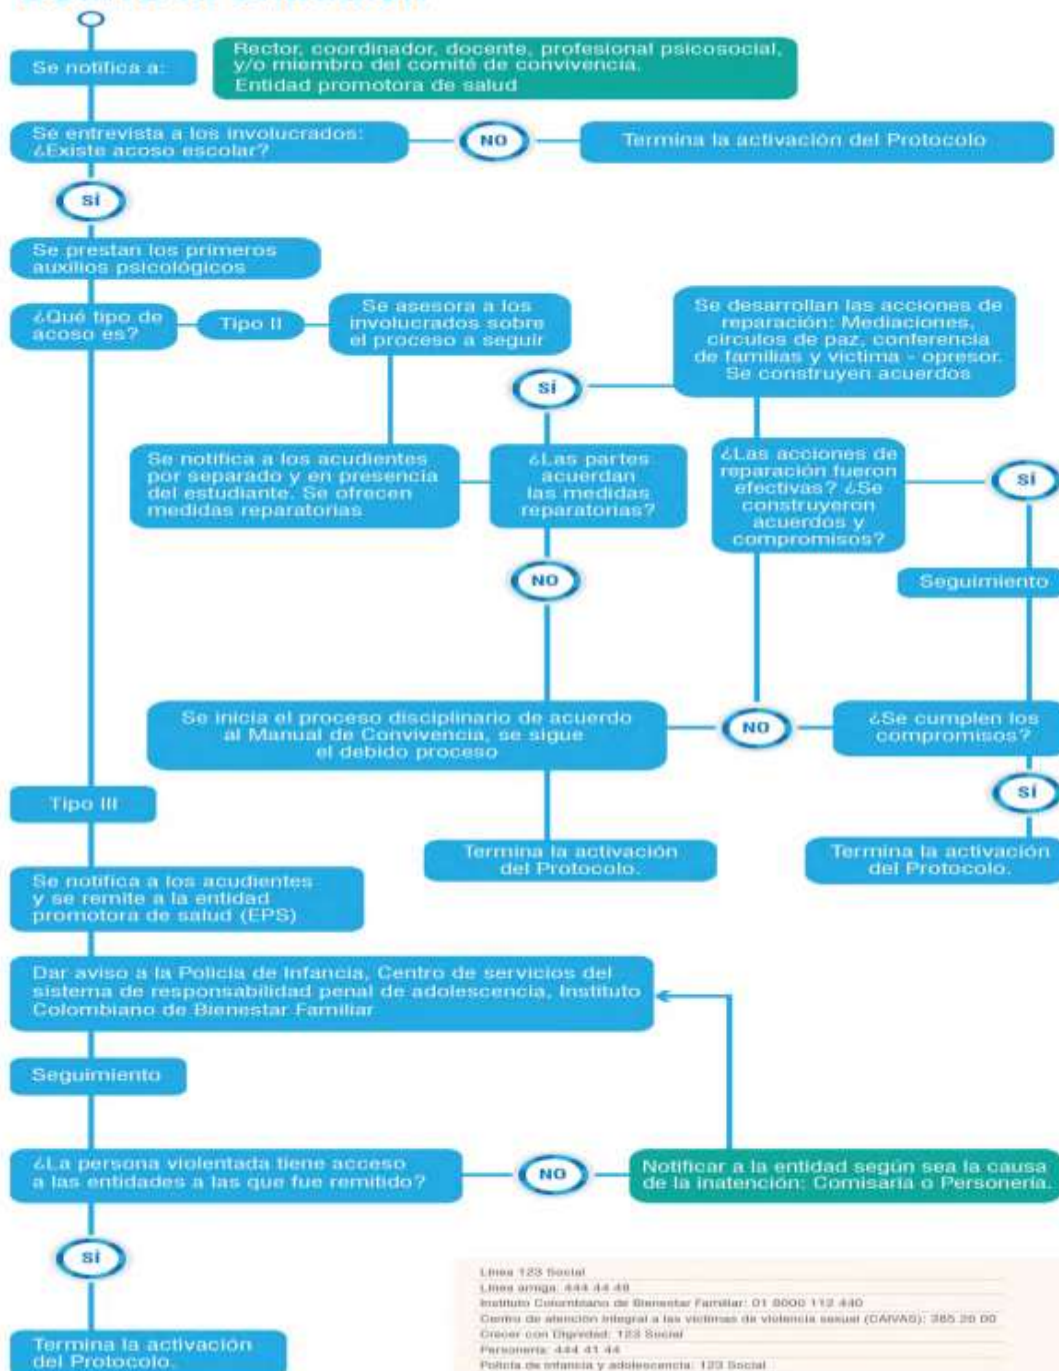 Se notifica a:
Rector, coordinador, docente, profesional psicosocial,
y/o miembro del comité de convivencia.
Entidad promotora de salud
Se entrevista a los involucrados:
¿Existe acoso escolar?
NO
Termina la activación del Protocolo
SÍ
Se prestan los primeros
auxilios psicológicos
¿Qué tipo de
acoso es?
Tipo II
Se asesora a los
involucrados sobre
el proceso a seguir
Se desarrollan las acciones de
reparación: Mediaciones,
círculos de paz, conferencia
de familias y víctima - opresor.
Se construyen acuerdos
SÍ
Se notifica a los acudientes
por separado y en presencia
del estudiante. Se ofrecen
medidas reparatorias
¿Las partes
acuerdan
las medidas
reparatorias?
¿Las acciones de
reparación fueron
efectivas? ¿Se
construyeron
acuerdos y
compromisos?
SÍ
NO
Seguimiento
Se inicia el proceso disciplinario de acuerdo
al Manual de Convivencia, se sigue
el debido proceso
NO
¿Se cumplen los
compromisos?
SÍ
Tipo III
Termina la activación
del Protocolo.
Termina la activación
del Protocolo.
Se notifica a los acudientes
y se remite a la entidad
promotora de salud (EPS)
Dar aviso a la Policía de Infancia, Centro de servicios del
sistema de responsabilidad penal de adolescencia, Instituto
Colombiano de Bienestar Familiar
Seguimiento
¿La persona violentada tiene acceso
a las entidades a las que fue remitido?
NO
Notificar a la entidad según sea la causa
de la inatención: Comisaría o Personería.
SÍ
Termina la activación
del Protocolo.
Línea 123 Social
Línea amiga: 444 44 48
Instituto Colombiano de Bienestar Familiar: 01 8000 112 440
Centro de atención integral a las víctimas de violencia sexual (CAIVAS): 385 26 00
Crecer con Dignidad: 123 Social
Personería: 444 41 44
Policía de infancia y adolescencia: 123 Social